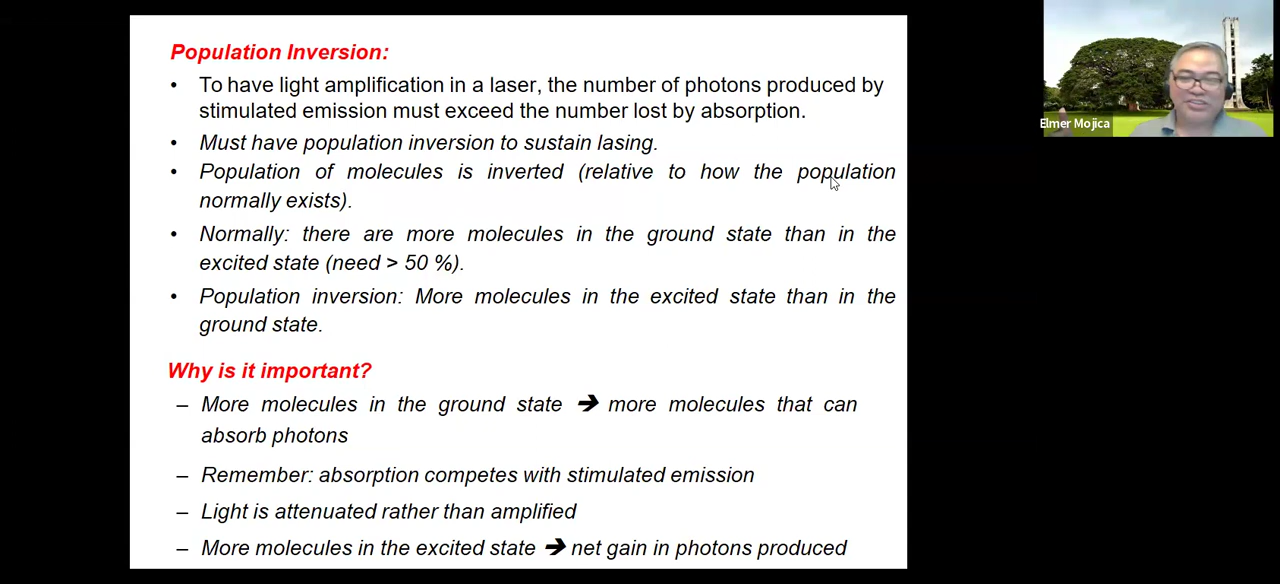 Population Inversion:
• To have light amplification in a laser, the number of photons produced by
stimulated emission must exceed the number lost by absorption.
• Must have population inversion to sustain lasing.
• Population of molecules is inverted (relative to how the population
normally exists).
• Normally: there are more molecules in the ground state than in the
excited state (need > 50 %).
• Population inversion: More molecules in the excited state than in the
ground state.
Why is it important?
– More molecules in the ground state ➔ more molecules that can
absorb photons
– Remember: absorption competes with stimulated emission
– Light is attenuated rather than amplified
– More molecules in the excited state ➔ net gain in photons produced
Elmer Mojica